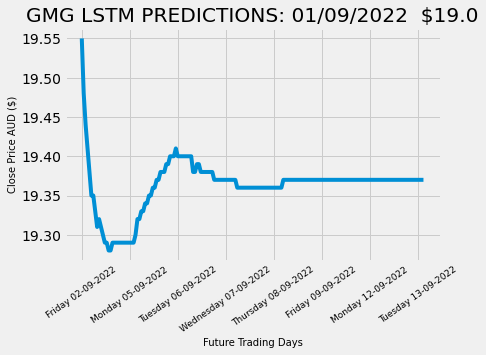 GMG LSTM PREDICTIONS: 01/09/2022  $19.0
19.55
19.50
19.45
19.40
19.35
19.30
Close Price AUD ($)
Friday 02-09-2022
Monday 05-09-2022
Tuesday 06-09-2022
Wednesday 07-09-2022
Thursday 08-09-2022
Friday 09-09-2022
Monday 12-09-2022
Tuesday 13-09-2022
Future Trading Days